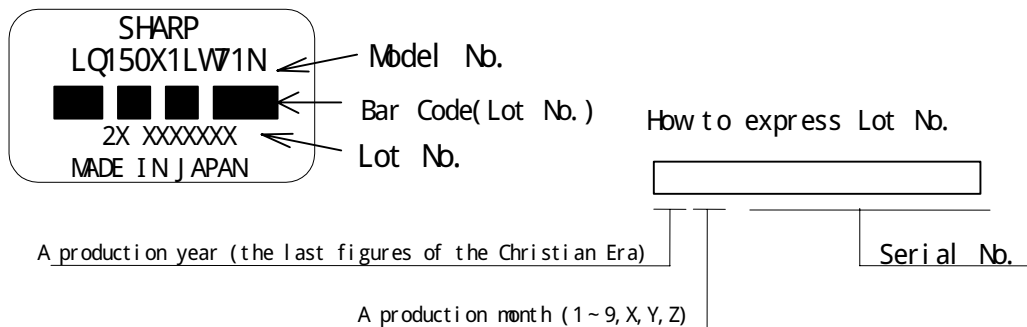 SHARP
LQ150X1LW71N
Model No.
Bar Code(Lot No.)
2X XXXXXXX
Lot No.
MADE IN JAPAN
How to express Lot No.
A production year (the last figures of the Christian Era)
Serial No.
A production month (1~9,X,Y,Z)